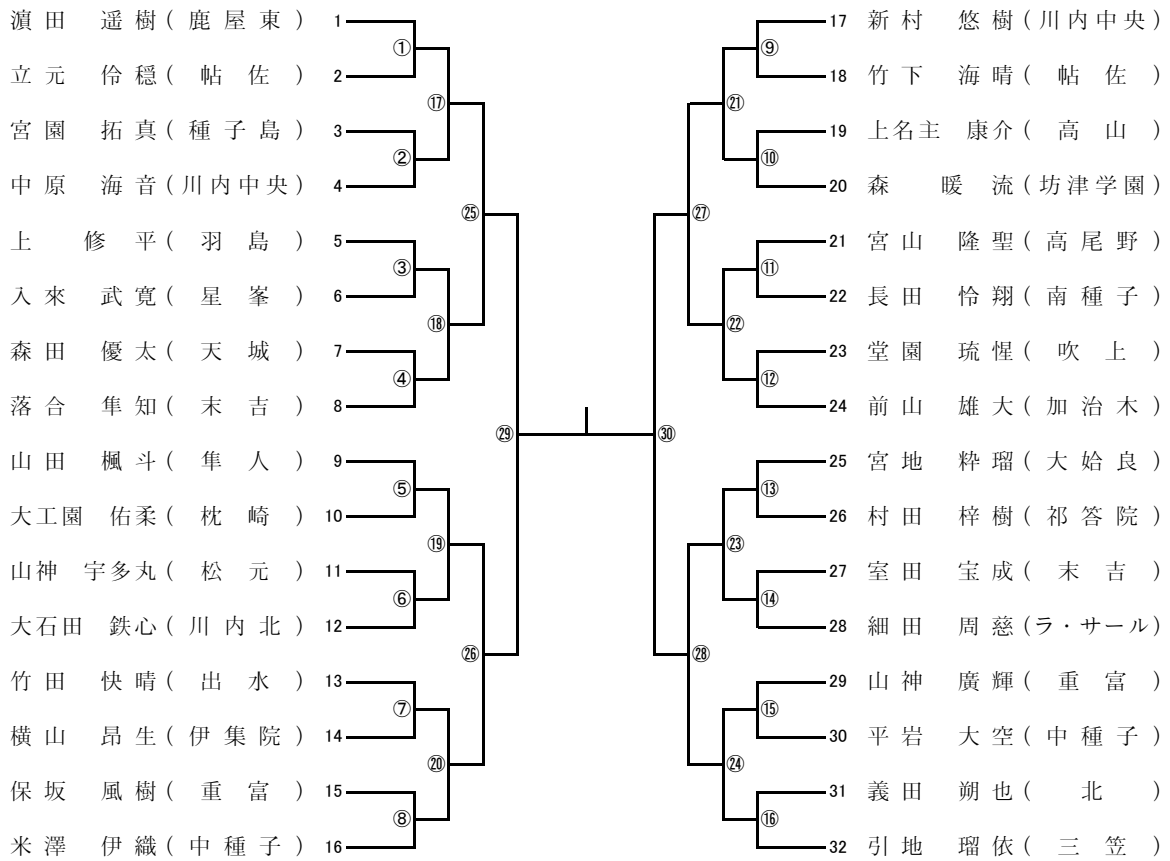 濵田 遥樹(鹿屋東) 1
①
立元 伶穏(帖佐) 2
⑰
宮園 拓真(種子島) 3
②
中原 海音(川内中央) 4
㉕
上 修平(羽島) 5
③
入來 武寛(星峯) 6
⑱
森田 優太(天城) 7
④
落合 隼知(末吉) 8
㉙
山田 楓斗(隼人) 9
⑤
大工園 佑柔(枕崎) 10
⑲
山神 宇多丸(松元) 11
⑥
大石田 鉄心(川内北) 12
㉖
竹田 快晴(出水) 13
⑦
横山 昂生(伊集院) 14
⑳
保坂 風樹(重富) 15
⑧
米澤 伊織(中種子) 16
17 新村 悠樹(川内中央)
⑨
18 竹下 海晴(帖佐)
㉑
19 上名主 康介(高山)
⑩
20 森 暖流(坊津学園)
㉗
21 宮山 隆聖(高尾野)
⑪
22 長田 怜翔(南種子)
㉒
23 堂園 琉惺(吹上)
⑫
24 前山 雄大(加治木)
㉚
25 宮地 粋瑠(大姶良)
⑬
26 村田 梓樹(祁答院)
㉓
27 室田 宝成(末吉)
⑭
28 細田 周慈(ラ・サール)
㉘
29 山神 廣輝(重富)
⑮
30 平岩 大空(中種子)
㉔
31 義田 朔也(北)
⑯
32 引地 瑠依(三笠)